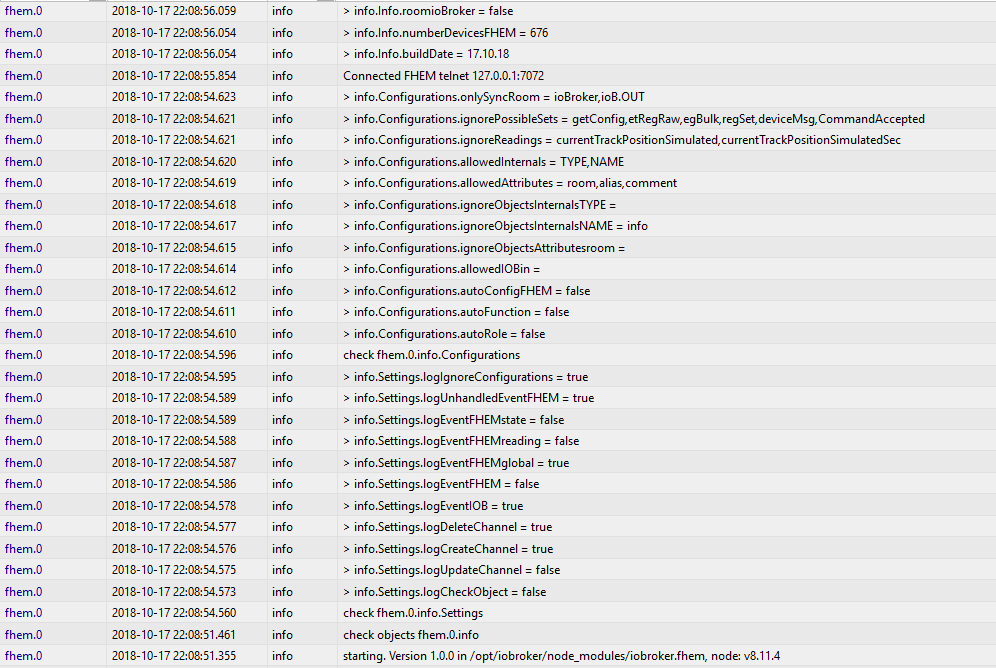 fhem.0 2018-10-17 22:08:56.059 info > info.Info.roomioBroker = false
fhem.0 2018-10-17 22:08:56.054 info > info.Info.numberDevicesFHEM = 676
fhem.0 2018-10-17 22:08:56.054 info > info.Info.buildDate = 17.10.18
fhem.0 2018-10-17 22:08:55.854 info Connected FHEM telnet 127.0.0.1:7072
fhem.0 2018-10-17 22:08:54.623 info > info.Configurations.onlySyncRoom = ioBroker,ioB.OUT
fhem.0 2018-10-17 22:08:54.621 info > info.Configurations.ignorePossibleSets = getConfig,etRegRaw,egBulk,regSet,deviceMsg,CommandAccepted
fhem.0 2018-10-17 22:08:54.621 info > info.Configurations.ignoreReadings = currentTrackPositionSimulated,currentTrackPositionSimulatedSec
fhem.0 2018-10-17 22:08:54.620 info > info.Configurations.allowedInternals = TYPE,NAME
fhem.0 2018-10-17 22:08:54.619 info > info.Configurations.allowedAttributes = room,alias,comment
fhem.0 2018-10-17 22:08:54.618 info > info.Configurations.ignoreObjectsInternalsTYPE =
fhem.0 2018-10-17 22:08:54.617 info > info.Configurations.ignoreObjectsInternalsNAME = info
fhem.0 2018-10-17 22:08:54.615 info > info.Configurations.ignoreObjectsAttributesroom =
fhem.0 2018-10-17 22:08:54.614 info > info.Configurations.allowedIOBin =
fhem.0 2018-10-17 22:08:54.612 info > info.Configurations.autoConfigFHEM = false
fhem.0 2018-10-17 22:08:54.611 info > info.Configurations.autoFunction = false
fhem.0 2018-10-17 22:08:54.610 info > info.Configurations.autoRole = false
fhem.0 2018-10-17 22:08:54.596 info check fhem.0.info.Configurations
fhem.0 2018-10-17 22:08:54.595 info > info.Settings.logIgnoreConfigurations = true
fhem.0 2018-10-17 22:08:54.589 info > info.Settings.logUnhandledEventFHEM = true
fhem.0 2018-10-17 22:08:54.589 info > info.Settings.logEventFHEMstate = false
fhem.0 2018-10-17 22:08:54.588 info > info.Settings.logEventFHEMreading = false
fhem.0 2018-10-17 22:08:54.587 info > info.Settings.logEventFHEMglobal = true
fhem.0 2018-10-17 22:08:54.586 info > info.Settings.logEventFHEM = false
fhem.0 2018-10-17 22:08:54.578 info > info.Settings.logEventIOB = true
fhem.0 2018-10-17 22:08:54.577 info > info.Settings.logDeleteChannel = true
fhem.0 2018-10-17 22:08:54.576 info > info.Settings.logCreateChannel = true
fhem.0 2018-10-17 22:08:54.575 info > info.Settings.logUpdateChannel = false
fhem.0 2018-10-17 22:08:54.573 info > info.Settings.logCheckObject = false
fhem.0 2018-10-17 22:08:54.560 info check fhem.0.info.Settings
fhem.0 2018-10-17 22:08:51.461 info check objects fhem.0.info
fhem.0 2018-10-17 22:08:51.355 info starting. Version 1.0.0 in /opt/iobroker/node_modules/iobroker.fhem, node: v8.11.4